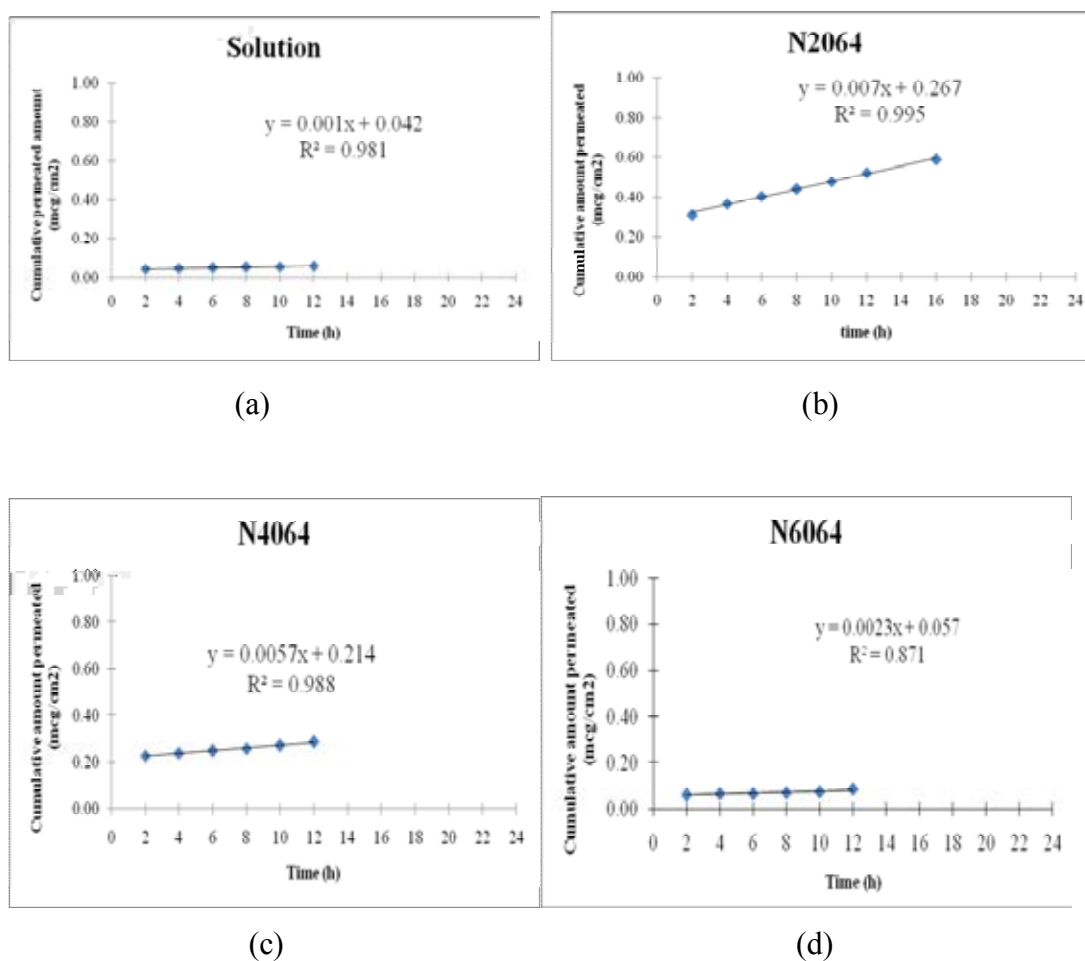 Solution
Cumulative permeated amount
(mcg/cm2)
1.00
0.80
0.60
0.40
0.20
0.00
y = 0.001x + 0.042
R² = 0.981
0 2 4 6 8 10 12 14 16 18 20 22 24
Time (h)
(a)
N2064
Cumulative amount permeated
(mcg/cm2)
1.00
0.80
0.60
0.40
0.20
0.00
y = 0.007x + 0.267
R² = 0.995
0 2 4 6 8 10 12 14 16 18 20 22 24
time (h)
(b)
N4064
Cumulative amount permeated
(mcg/cm2)
1.00
0.80
0.60
0.40
0.20
0.00
y = 0.0057x + 0.214
R² = 0.988
0 2 4 6 8 10 12 14 16 18 20 22 24
Time (h)
(c)
N6064
Cumulative amount permeated
(mcg/cm2)
1.00
0.80
0.60
0.40
0.20
0.00
y = 0.0023x + 0.057
R² = 0.871
0 2 4 6 8 10 12 14 16 18 20 22 24
Time (h)
(d)